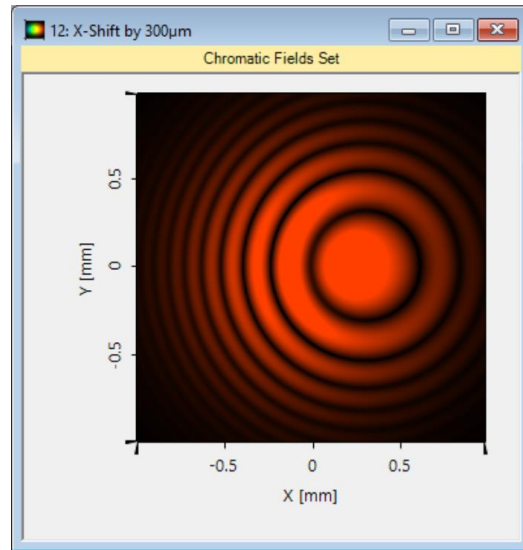 12: X-Shift by 300µm
Chromatic Fields Set
0.5
0
-0.5
Y [mm]
-0.5 0 0.5
X [mm]